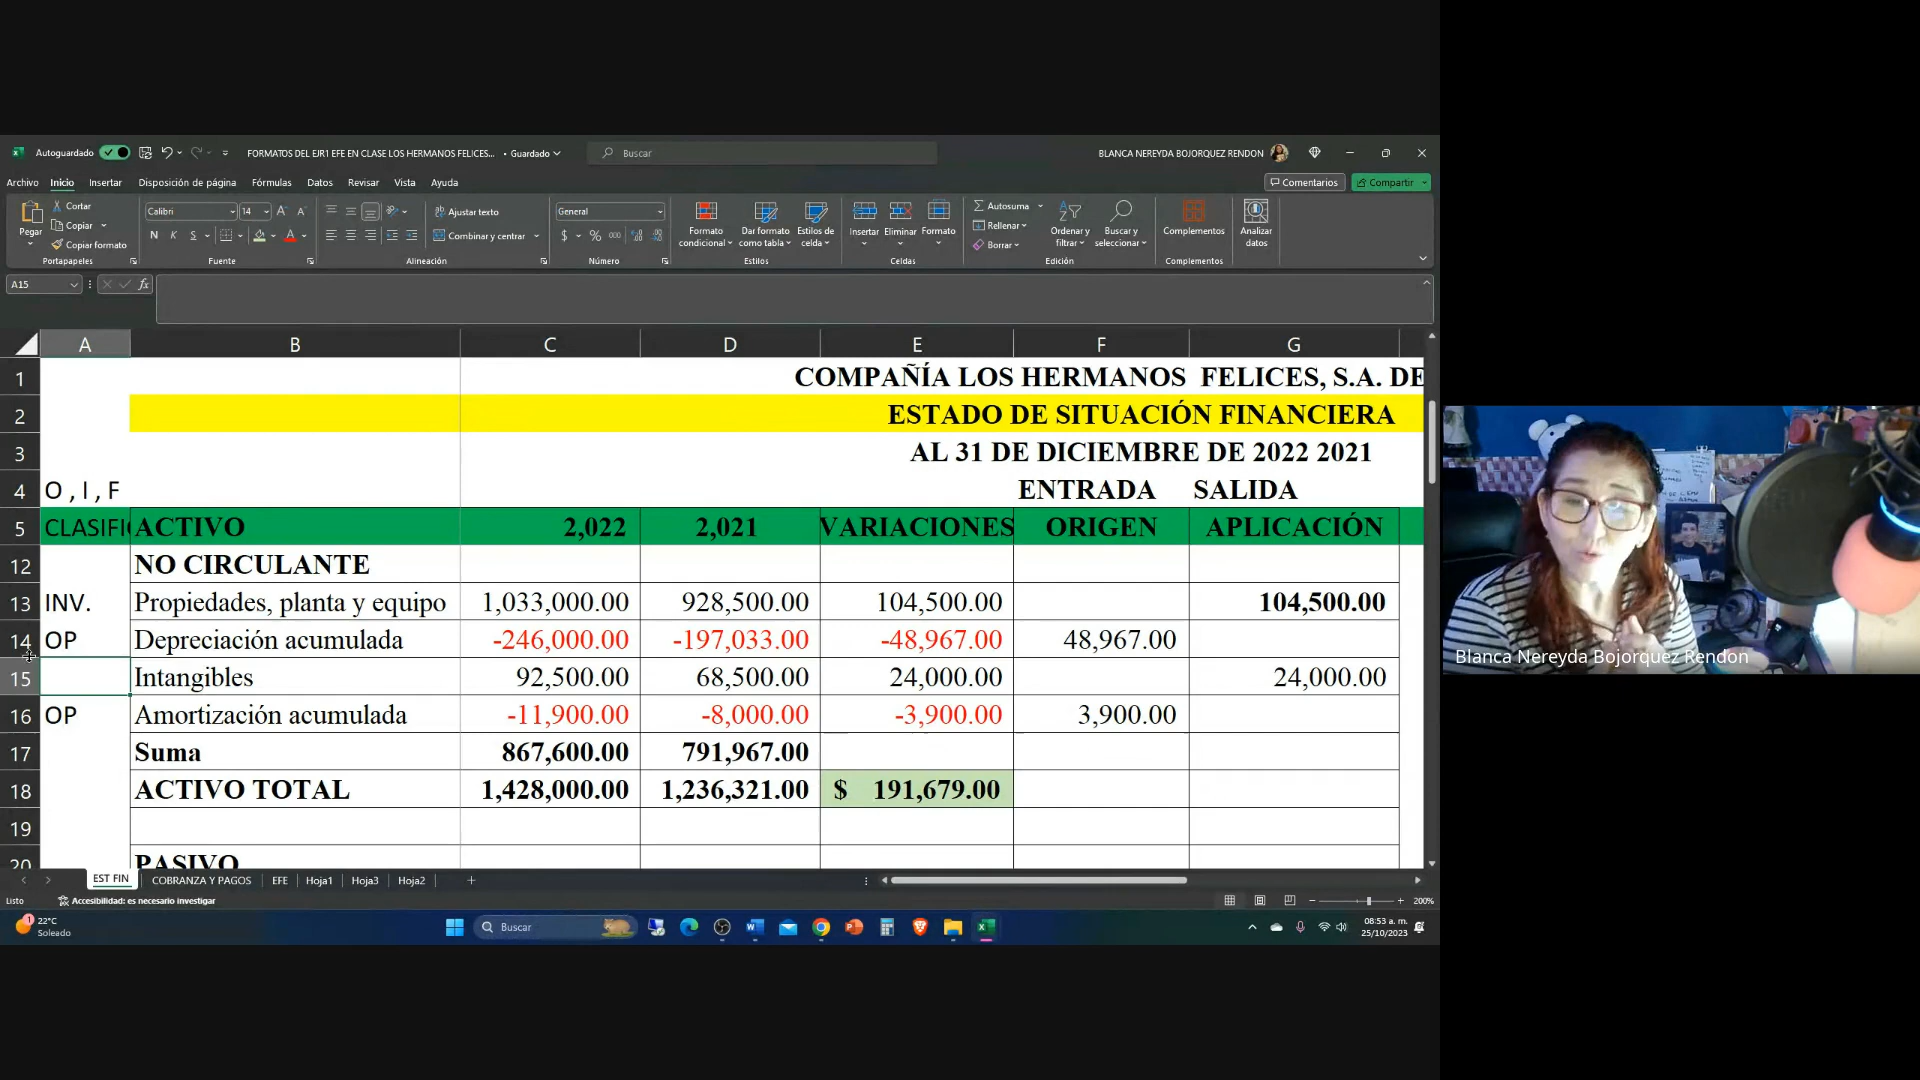 Autoguardado
FORMATOS DEL EJR1 EFE EN CLASE LOS HERMANOS FELICES... • Guardado
Buscar
BLANCA NEREYDA BOJORQUEZ RENDON
Archivo Inicio Insertar Disposición de página Fórmulas Datos Revisar Vista Ayuda
Comentarios Compartir
Pegar
Cortar
Copiar
Copiar formato
Portapapeles
Calibri 14
N K S
Fuente
Ajustar texto
Combinar y centrar
Alineación
General
$ % 000
Número
Formato condicional
Dar formato como tabla
Estilos de celda
Estilos
Insertar Eliminar Formato
Celdas
Autosuma
Rellenar
Borrar
Ordenar y filtrar
Buscar y seleccionar
Edición
Complementos
Complementos
Analizar datos
A15
fx
A B C D E F G
1 COMPAÑÍA LOS HERMANOS FELICES, S.A. DE
2 ESTADO DE SITUACIÓN FINANCIERA
3 AL 31 DE DICIEMBRE DE 2022 2021
4 O , I , F ENTRADA SALIDA
5 CLASIFI ACTIVO 2,022 2,021 VARIACIONES ORIGEN APLICACIÓN
12 NO CIRCULANTE
13 INV. Propiedades, planta y equipo 1,033,000.00 928,500.00 104,500.00 104,500.00
14 OP Depreciación acumulada -246,000.00 -197,033.00 -48,967.00 48,967.00
15 Intangibles 92,500.00 68,500.00 24,000.00 24,000.00
16 OP Amortización acumulada -11,900.00 -8,000.00 -3,900.00 3,900.00
17 Suma 867,600.00 791,967.00
18 ACTIVO TOTAL 1,428,000.00 1,236,321.00 $ 191,679.00
19
20 PASIVO
EST FIN COBRANZA Y PAGOS EFE Hoja1 Hoja3 Hoja2 +
Listo Accesibilidad: es necesario investigar
200%
1
22°C
Soleado
Buscar
08:53 a. m.
25/10/2023
Blanca Nereyda Bojorquez Rendon